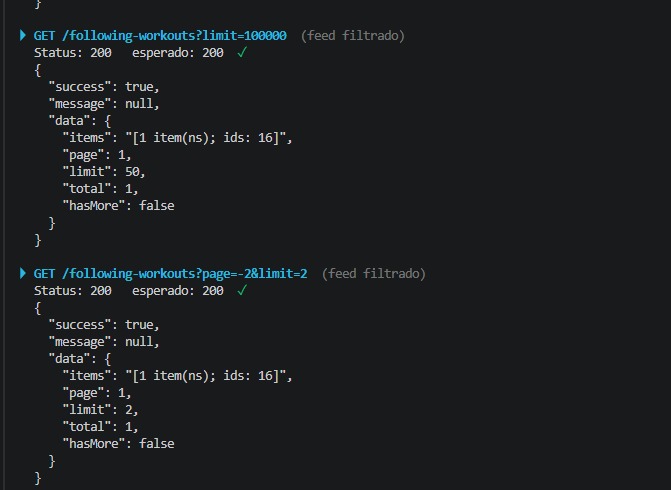 }
▶ GET /following-workouts?limit=100000  (feed filtrado)
  Status: 200   esperado: 200 ✓
  {
    "success": true,
    "message": null,
    "data": {
      "items": "[1 item(ns); ids: 16]",
      "page": 1,
      "limit": 50,
      "total": 1,
      "hasMore": false
    }
  }
▶ GET /following-workouts?page=-2&limit=2  (feed filtrado)
  Status: 200   esperado: 200 ✓
  {
    "success": true,
    "message": null,
    "data": {
      "items": "[1 item(ns); ids: 16]",
      "page": 1,
      "limit": 2,
      "total": 1,
      "hasMore": false
    }
  }